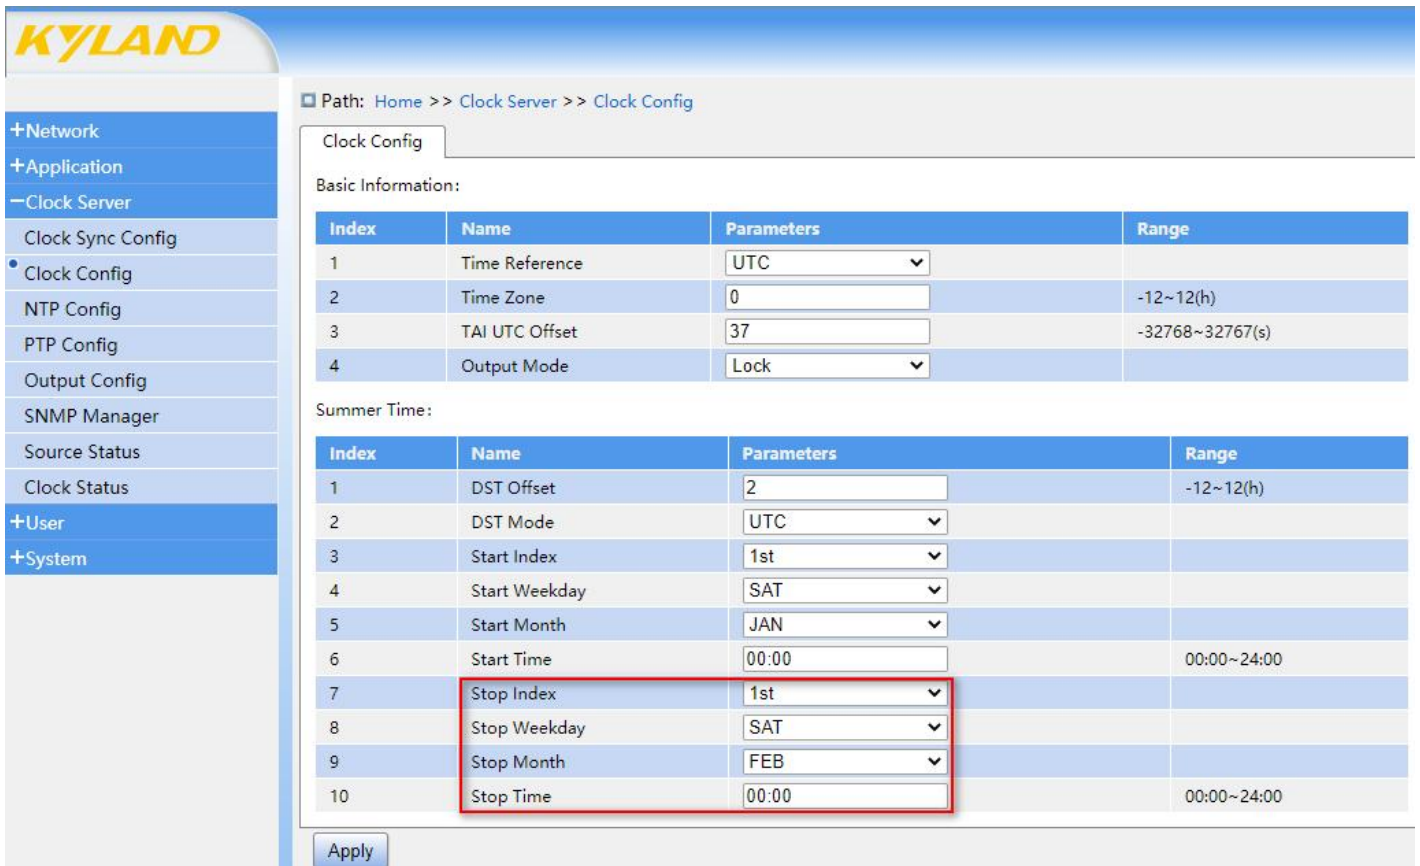 KYLAND
Path: Home >> Clock Server >> Clock Config
+Network
+Application
−Clock Server
Clock Sync Config
Clock Config
NTP Config
PTP Config
Output Config
SNMP Manager
Source Status
Clock Status
+User
+System
Clock Config
Basic Information:
Index Name Parameters Range
1 Time Reference UTC
2 Time Zone 0 -12~12(h)
3 TAI UTC Offset 37 -32768~32767(s)
4 Output Mode Lock
Summer Time:
Index Name Parameters Range
1 DST Offset 2 -12~12(h)
2 DST Mode UTC
3 Start Index 1st
4 Start Weekday SAT
5 Start Month JAN
6 Start Time 00:00 00:00~24:00
7 Stop Index 1st
8 Stop Weekday SAT
9 Stop Month FEB
10 Stop Time 00:00 00:00~24:00
Apply